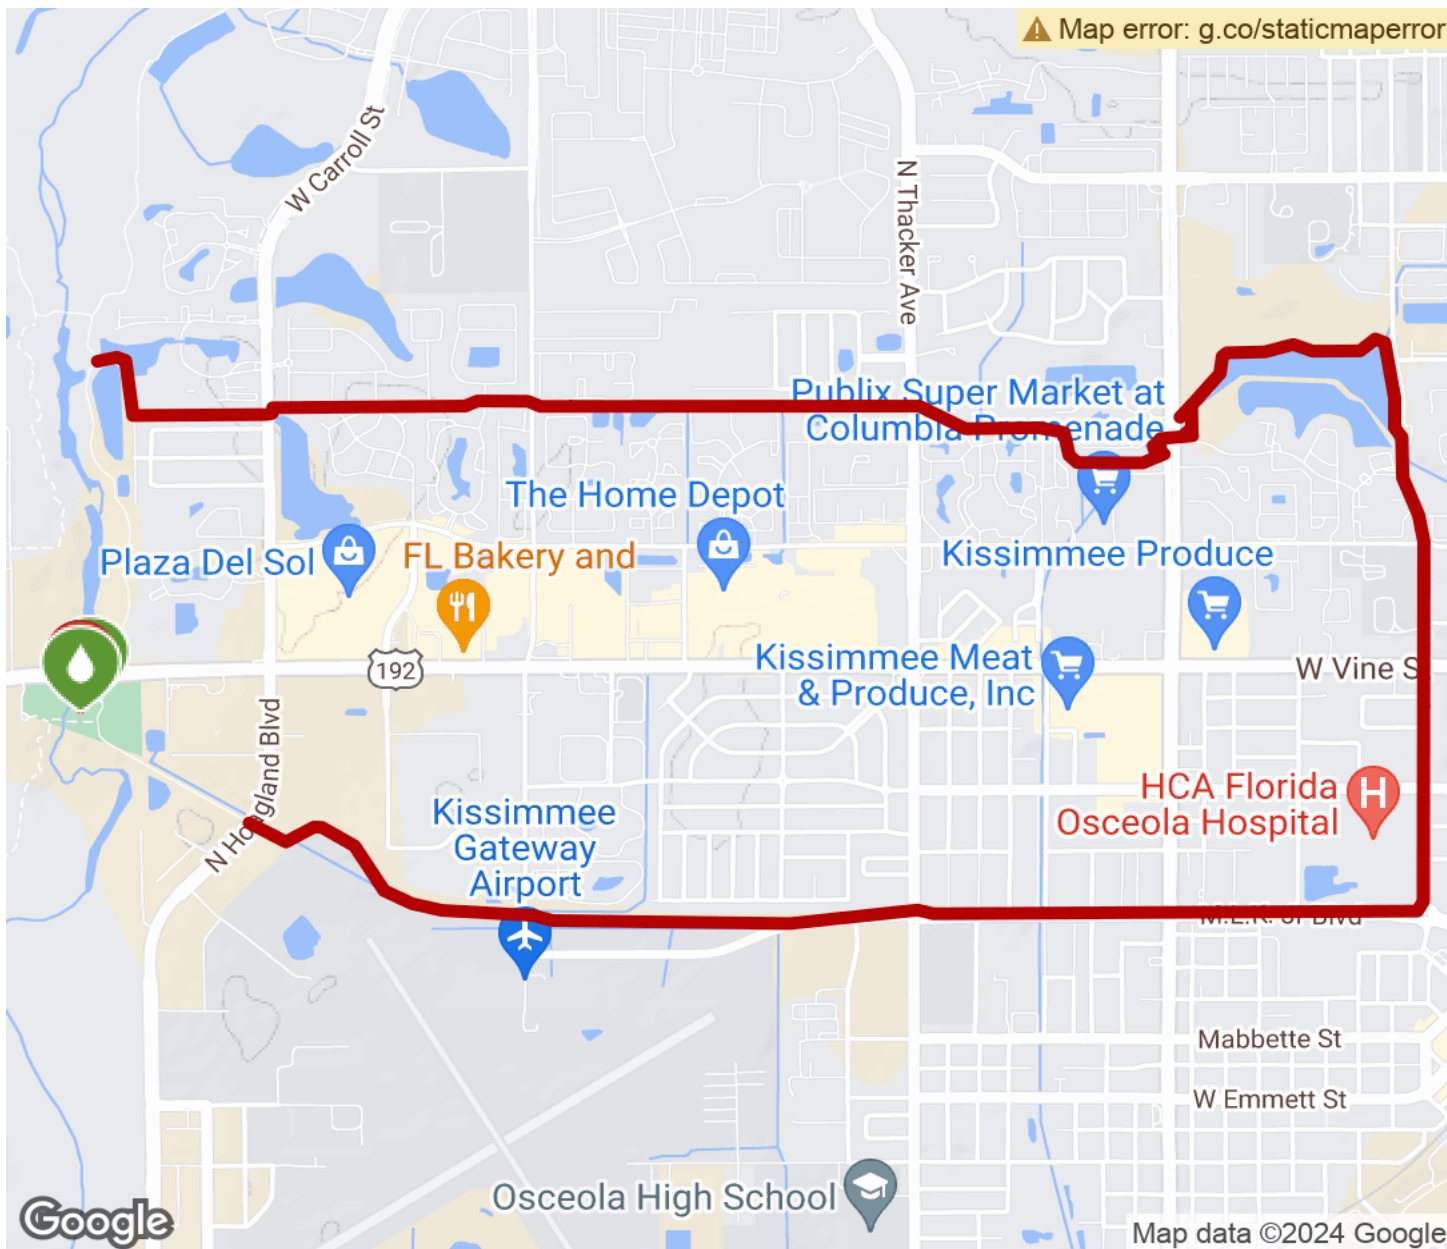 Map error: g.co/staticmaperror
W Carroll St
N Thacker Ave
Publix Super Market at
Columbia Promenade
The Home Depot
Plaza Del Sol
FL Bakery and
Kissimmee Produce
192
Kissimmee Meat
& Produce, Inc
W Vine S
N Hoagland Blvd
HCA Florida
Osceola Hospital
H
Kissimmee
Gateway
Airport
M.L.K. Jr Blvd
Mabbette St
W Emmett St
Osceola High School
Google
Map data ©2024 Google